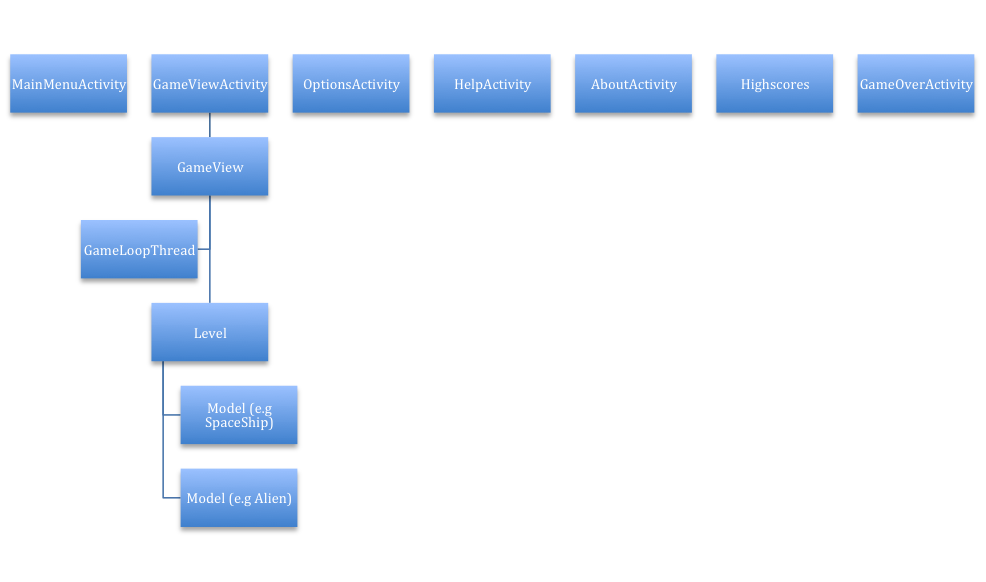 MainMenuActivity
GameViewActivity
OptionsActivity
HelpActivity
AboutActivity
Highscores
GameOverActivity
GameView
GameLoopThread
Level
Model (e.g
SpaceShip)
Model (e.g Alien)